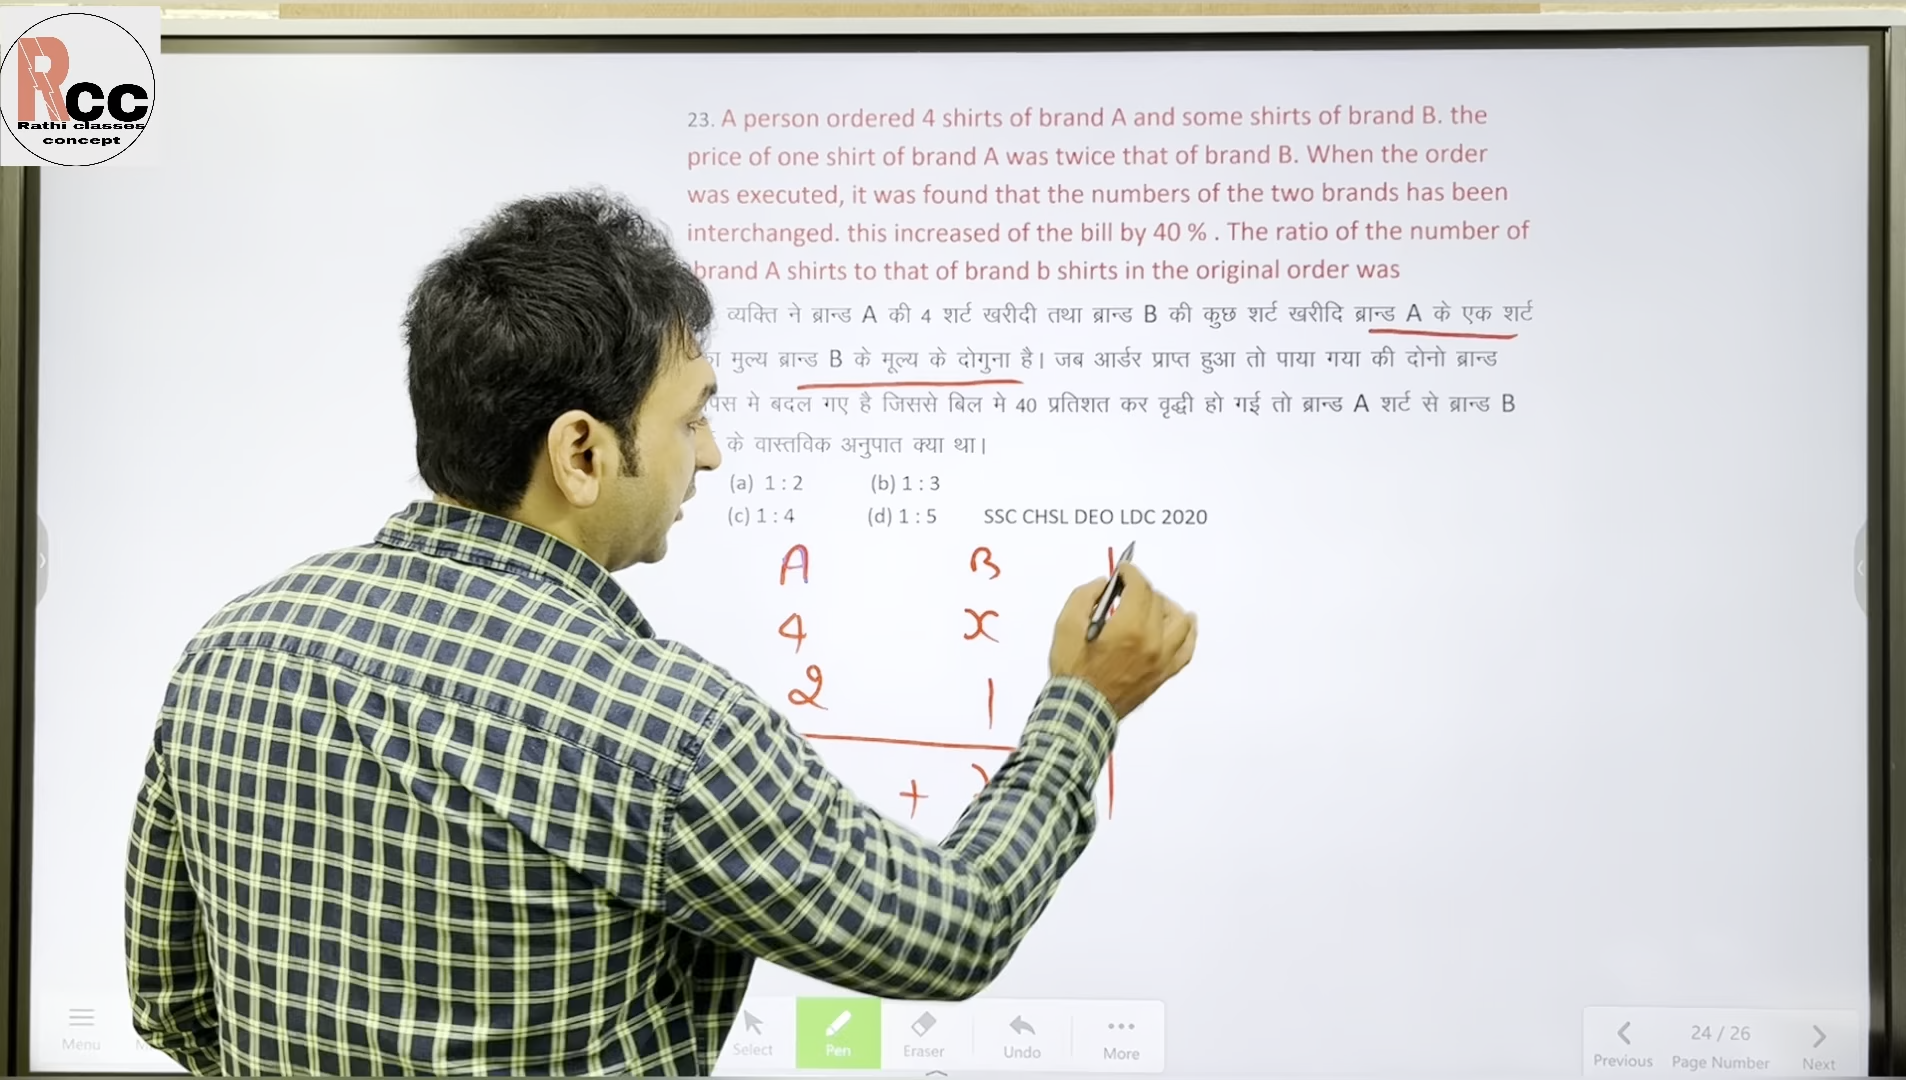 Rcc
Rathi classes
concept
23. A person ordered 4 shirts of brand A and some shirts of brand B. the
price of one shirt of brand A was twice that of brand B. When the order
was executed, it was found that the numbers of the two brands has been
interchanged. this increased of the bill by 40 % . The ratio of the number of
brand A shirts to that of brand b shirts in the original order was
व्यक्ति ने ब्रान्ड A की 4 शर्ट खरीदी तथा ब्रान्ड B की कुछ शर्ट खरीदि ब्रान्ड A के एक शर्ट
मुल्य ब्रान्ड B के मूल्य के दोगुना है। जब आर्डर प्राप्त हुआ तो पाया गया की दोनो ब्रान्ड
मे बदल गए है जिससे बिल मे 40 प्रतिशत कर वृद्धी हो गई तो ब्रान्ड A शर्ट से ब्रान्ड B
के वास्तविक अनुपात क्या था।
(a) 1 : 2 (b) 1 : 3
(c) 1 : 4 (d) 1 : 5 SSC CHSL DEO LDC 2020
A B
4 x
2 1
+
Menu Select Pen Eraser Undo More
24 / 26
Previous Page Number Next